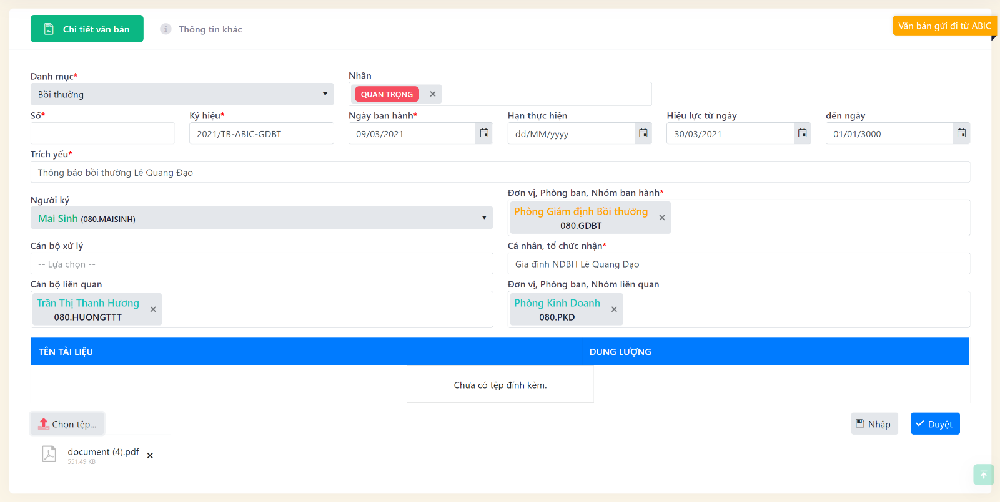 Chi tiết văn bản
Thông tin khác
Văn bản gửi đi từ ABIC
Danh mục*
Nhãn
Bồi thường
QUAN TRỌNG
Số*
Ký hiệu*
Ngày ban hành*
Hạn thực hiện
Hiệu lực từ ngày
đến ngày
2021/TB-ABIC-GDBT
09/03/2021
dd/MM/yyyy
30/03/2021
01/01/3000
Trích yếu*
Thông báo bồi thường Lê Quang Đạo
Người ký
Đơn vị, Phòng ban, Nhóm ban hành*
Mai Sinh (080.MAISINH)
Phòng Giám định Bồi thường
080.GDBT
Cán bộ xử lý
Cá nhân, tổ chức nhận*
-- Lựa chọn --
Gia đình NĐBH Lê Quang Đạo
Cán bộ liên quan
Đơn vị, Phòng ban, Nhóm liên quan
Trần Thị Thanh Hương
080.HUONGTTT
Phòng Kinh Doanh
080.PKD
TÊN TÀI LIỆU
DUNG LƯỢNG
Chưa có tệp đính kèm.
Chọn tệp...
Nhập
Duyệt
document (4).pdf
551.49 KB